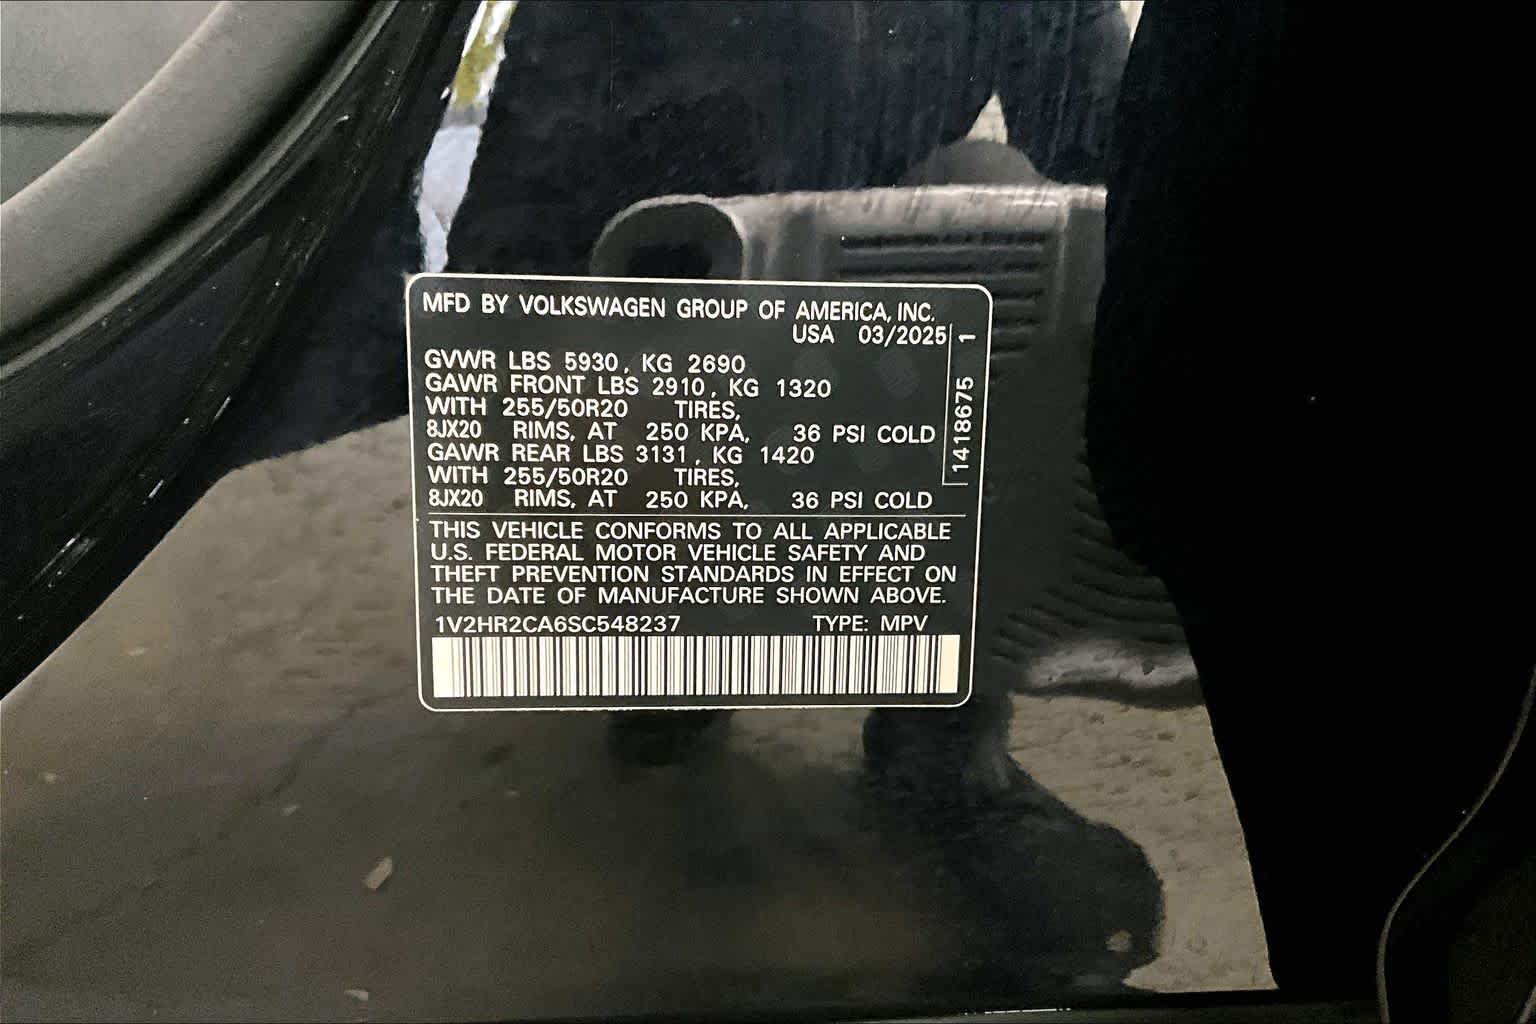 MFD BY VOLKSWAGEN GROUP OF AMERICA, INC.
USA 03/2025
GVWR LBS 5930, KG 2690
GAWR FRONT LBS 2910, KG 1320
WITH 255/50R20 TIRES,
8JX20 RIMS, AT 250 KPA, 36 PSI COLD
GAWR REAR LBS 3131, KG 1420
WITH 255/50R20 TIRES,
8JX20 RIMS, AT 250 KPA, 36 PSI COLD
1418675 1
THIS VEHICLE CONFORMS TO ALL APPLICABLE
U.S. FEDERAL MOTOR VEHICLE SAFETY AND
THEFT PREVENTION STANDARDS IN EFFECT ON
THE DATE OF MANUFACTURE SHOWN ABOVE.
1V2HR2CA6SC548237 TYPE: MPV